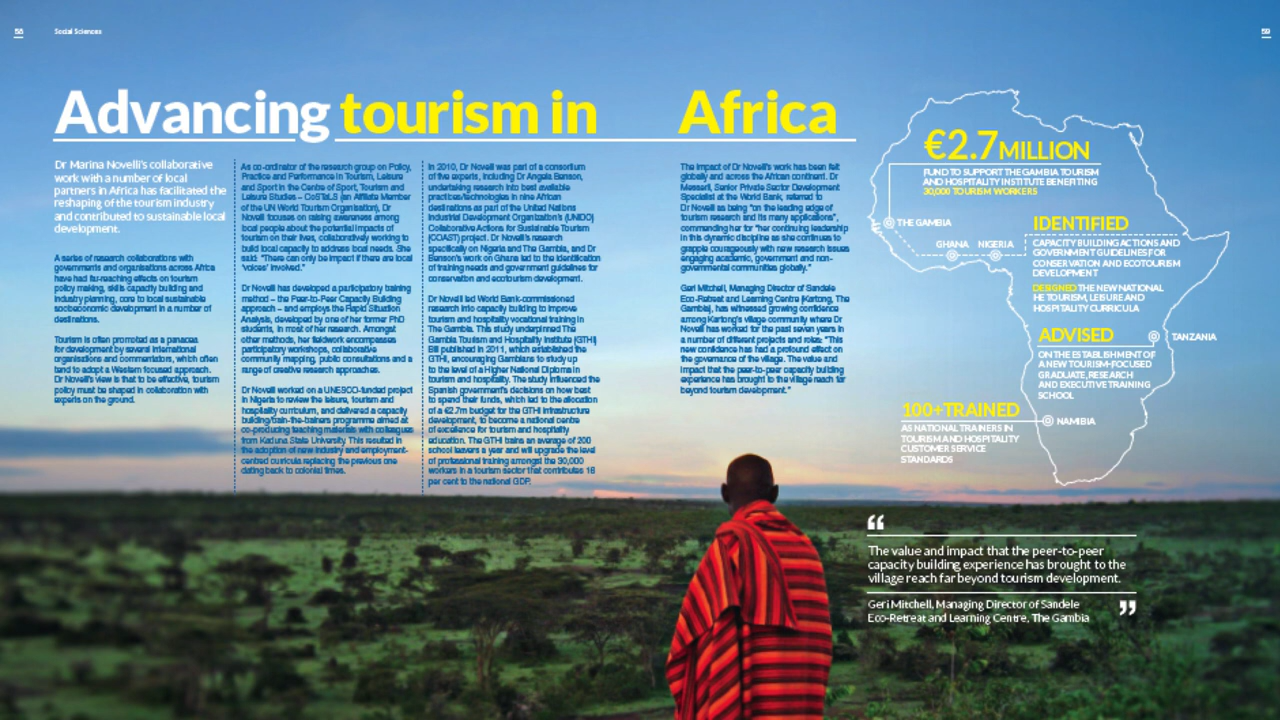 58
Social Sciences
59
Advancing tourism in Africa
Dr Marina Novelli's collaborative
work with a number of local
partners in Africa has facilitated the
reshaping of the tourism industry
and contributed to sustainable local
development.
A series of research collaborations with
governments and organisations across Africa
have had far-reaching effects on tourism
policy making, skills capacity building and
industry planning, core to local sustainable
socioeconomic development in a number of
destinations.
Tourism is often promoted as a panacea
for development by several international
organisations and commentators, which often
tend to adopt a Western focused approach.
Dr Novelli's view is that to be effective, tourism
policy must be shaped in collaboration with
experts on the ground.
As co-ordinator of the research group on Policy,
Practice and Performance in Tourism, Leisure
and Sport in the Centre of Sport, Tourism and
Leisure Studies – CoSTaLS (an Affiliate Member
of the UN World Tourism Organisation), Dr
Novelli focuses on raising awareness among
local people about the potential impacts of
tourism on their lives, collaboratively working to
build local capacity to address local needs. She
said: "There can only be impact if there are local
'voices' involved."
Dr Novelli has developed a participatory training
method – the Peer-to-Peer Capacity Building
approach – and employs the Rapid Situation
Analysis, developed by one of her former PhD
students, in most of her research. Amongst
other methods, her fieldwork encompasses
participatory workshops, collaborative
community mapping, public consultations and a
range of creative research approaches.
Dr Novelli worked on a UNESCO-funded project
in Nigeria to review the leisure, tourism and
hospitality curriculum, and delivered a capacity
building/train-the-trainers programme aimed at
co-producing teaching materials with colleagues
from Kaduna State University. This resulted in
the adoption of new industry and employment-
centred curricula replacing the previous one
dating back to colonial times.
In 2010, Dr Novelli was part of a consortium
of five experts, including Dr Angela Benson,
undertaking research into best available
practices/technologies in nine African
destinations as part of the United Nations
Industrial Development Organization's (UNIDO)
Collaborative Actions for Sustainable Tourism
(COAST) project. Dr Novelli's research
specifically on Nigeria and The Gambia, and Dr
Benson's work on Ghana led to the identification
of training needs and government guidelines for
conservation and ecotourism development.
Dr Novelli led World Bank-commissioned
research into capacity building to improve
tourism and hospitality vocational training in
The Gambia. This study underpinned The
Gambia Tourism and Hospitality Institute (GTHI)
Bill published in 2011, which established the
GTHI, encouraging Gambians to study up
to the level of a Higher National Diploma in
tourism and hospitality. The study influenced the
Spanish government's decisions on how best
to spend their funds, which led to the allocation
of a €2.7m budget for the GTHI infrastructure
development, to become a national centre
of excellence for tourism and hospitality
education. The GTHI trains an average of 200
school leavers a year and will upgrade the level
of professional training amongst the 30,000
workers in a tourism sector that contributes 16
per cent to the national GDP.
The impact of Dr Novelli's work has been felt
globally and across the African continent. Dr
Messerli, Senior Private Sector Development
Specialist at the World Bank, referred to
Dr Novelli as being "on the leading edge of
tourism research and its many applications",
commending her for "her continuing leadership
in this dynamic discipline as she continues to
grapple courageously with new research issues
engaging academic, government and non-
governmental communities globally."
Geri Mitchell, Managing Director of Sandele
Eco-Retreat and Learning Centre (Kartong, The
Gambia), has witnessed growing confidence
among Kartong's village community where Dr
Novelli has worked for the past seven years in
a number of different projects and roles: "This
new confidence has had a profound effect on
the governance of the village. The value and
impact that the peer-to-peer capacity building
experience has brought to the village reach far
beyond tourism development."
€2.7MILLION
FUND TO SUPPORT THE GAMBIA TOURISM
AND HOSPITALITY INSTITUTE BENEFITING
30,000 TOURISM WORKERS
THE GAMBIA
GHANA NIGERIA
IDENTIFIED
CAPACITY BUILDING ACTIONS AND
GOVERNMENT GUIDELINES FOR
CONSERVATION AND ECOTOURISM
DEVELOPMENT
DESIGNED THE NEW NATIONAL
HE TOURISM, LEISURE AND
HOSPITALITY CURRICULA
ADVISED
TANZANIA
ON THE ESTABLISHMENT OF
A NEW TOURISM-FOCUSED
GRADUATE, RESEARCH
AND EXECUTIVE TRAINING
SCHOOL
100+TRAINED
NAMIBIA
AS NATIONAL TRAINERS IN
TOURISM AND HOSPITALITY
CUSTOMER SERVICE
STANDARDS
“
The value and impact that the peer-to-peer
capacity building experience has brought to the
village reach far beyond tourism development.
Geri Mitchell, Managing Director of Sandele
Eco-Retreat and Learning Centre, The Gambia
”